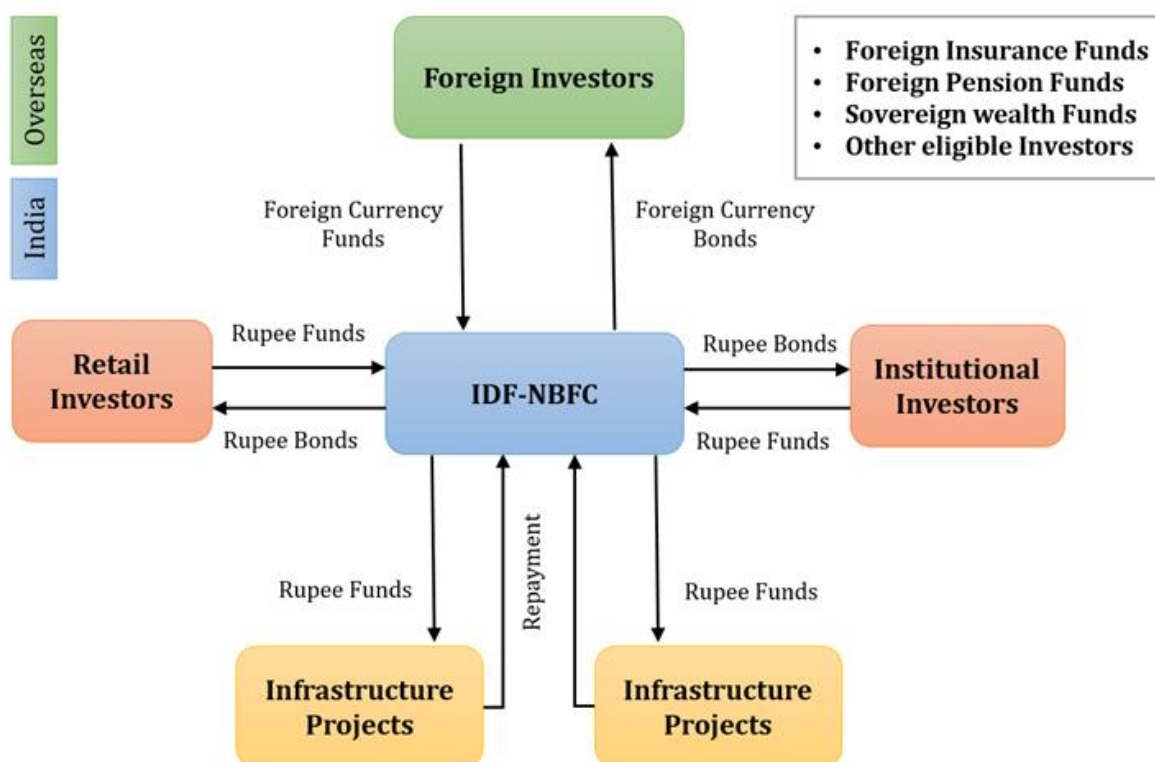 Overseas
India
Foreign Investors
• Foreign Insurance Funds
• Foreign Pension Funds
• Sovereign wealth Funds
• Other eligible Investors
Foreign Currency
Funds
Foreign Currency
Bonds
Retail
Investors
Rupee Funds
Rupee Bonds
IDF-NBFC
Rupee Bonds
Rupee Funds
Institutional
Investors
Rupee Funds
Repayment
Rupee Funds
Infrastructure
Projects
Infrastructure
Projects